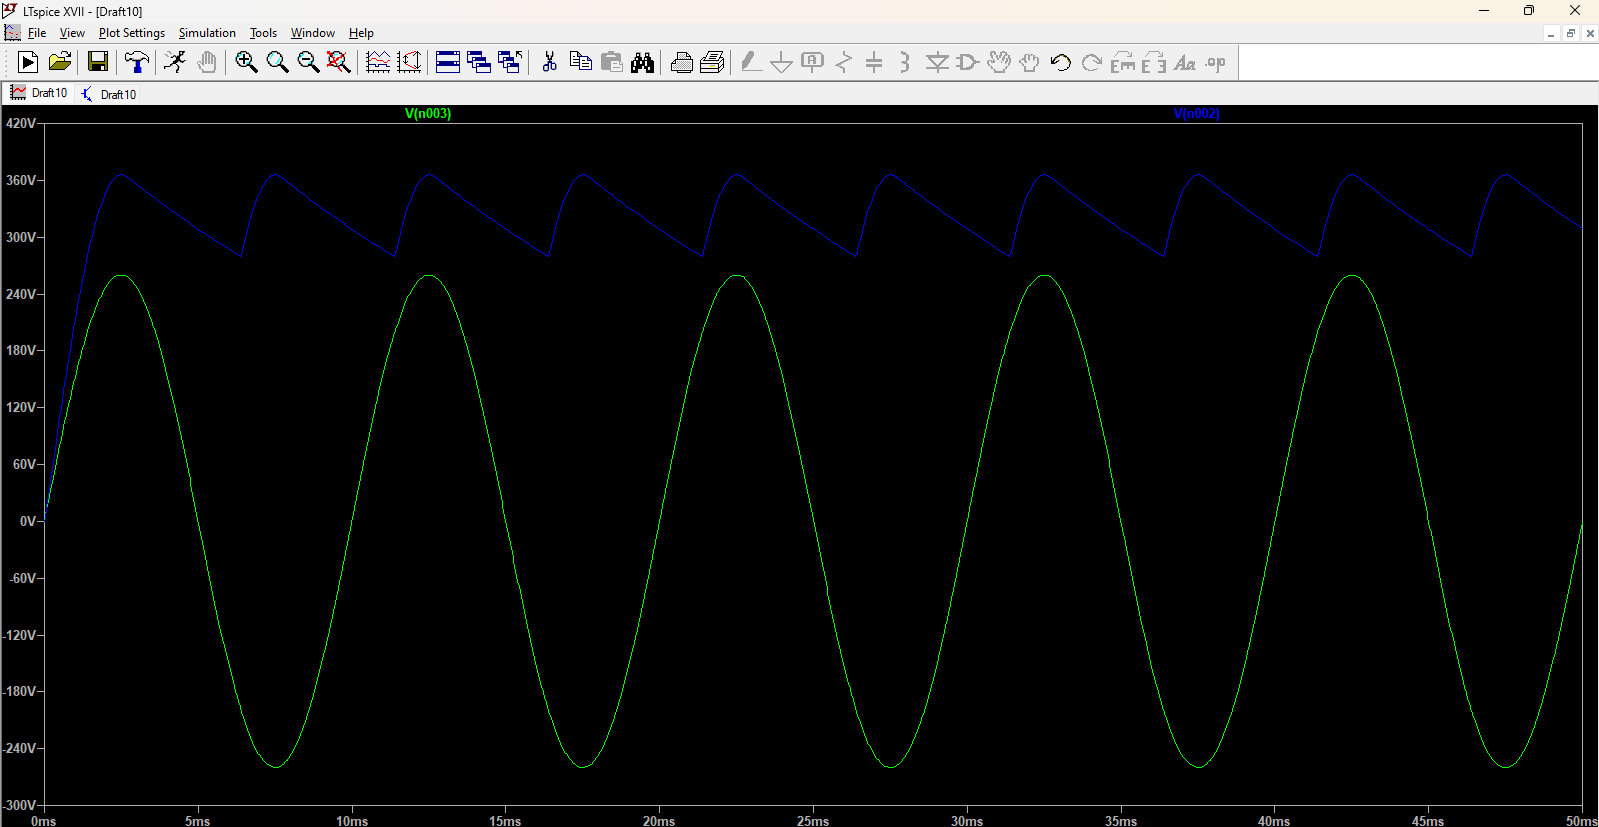 LTspice XVII - [Draft10]
File View Plot Settings Simulation Tools Window Help
A Aa .op
Draft10 Draft10
V(n003) V(n002)
420V
360V
300V
240V
180V
120V
60V
0V
-60V
-120V
-180V
-240V
-300V
0ms 5ms 10ms 15ms 20ms 25ms 30ms 35ms 40ms 45ms 50ms